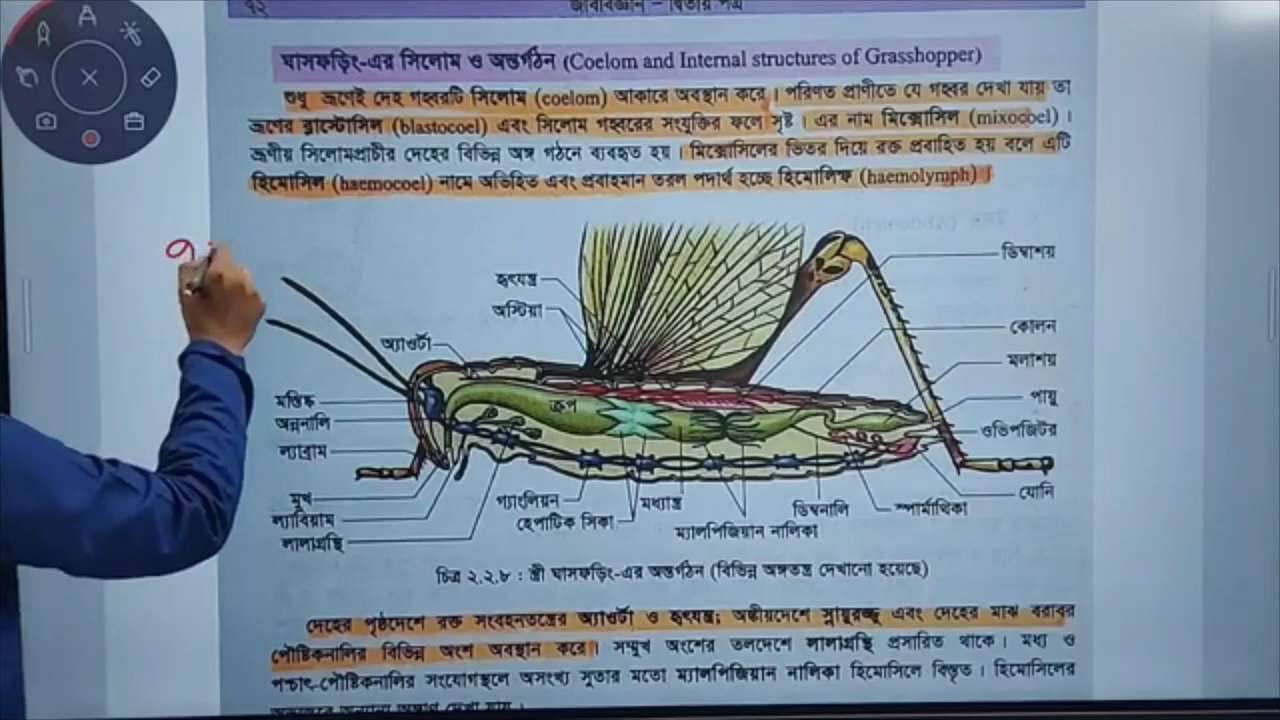 ৭২
জীববিজ্ঞান – দ্বিতীয় পত্র
ঘাসফড়িং-এর সিলোম ও অন্তর্গঠন (Coelom and Internal structures of Grasshopper)
শুধু ভ্রূণেই দেহ গহ্বরটি সিলোম (coelom) আকারে অবস্থান করে। পরিণত প্রাণীতে যে গহ্বর দেখা যায় তা
ভ্রূণের ব্লাস্টোসিল (blastocoel) এবং সিলোম গহ্বরের সংযুক্তির ফলে সৃষ্ট। এর নাম মিক্সোসিল (mixocoel)।
ভ্রূণীয় সিলোমপ্রাচীর দেহের বিভিন্ন অঙ্গ গঠনে ব্যবহৃত হয়। মিক্সোসিলের ভিতর দিয়ে রক্ত প্রবাহিত হয় বলে এটি
হিমোসিল (haemocoel) নামে অভিহিত এবং প্রবাহমান তরল পদার্থ হচ্ছে হিমোলিম্ফ (haemolymph)।
হৃৎযন্ত্র
অস্টিয়া
অ্যাওর্টা
মস্তিষ্ক
অন্ননালি
ল্যাব্রাম
মুখ
ল্যাবিয়াম
লালাগ্রন্থি
ক্রপ
গ্যাংলিয়ন
হেপাটিক সিকা
মধ্যান্ত্র
ম্যালপিজিয়ান নালিকা
ডিম্বনালি
স্পার্মাথিকা
ডিম্বাশয়
কোলন
মলাশয়
পায়ু
ওভিপজিটর
যোনি
চিত্র ২.২.৮ : স্ত্রী ঘাসফড়িং-এর অন্তর্গঠন (বিভিন্ন অঙ্গতন্ত্র দেখানো হয়েছে)
দেহের পৃষ্ঠদেশে রক্ত সংবহনতন্ত্রের অ্যাওর্টা ও হৃৎযন্ত্র; অঙ্কীয়দেশে স্নায়ুরজ্জু এবং দেহের মাঝ বরাবর
পৌষ্টিকনালির বিভিন্ন অংশ অবস্থান করে। সম্মুখ অংশের তলদেশে লালাগ্রন্থি প্রসারিত থাকে। মধ্য ও
পশ্চাৎ-পৌষ্টিকনালির সংযোগস্থলে অসংখ্য সুতার মতো ম্যালপিজিয়ান নালিকা হিমোসিলে বিস্তৃত। হিমোসিলের